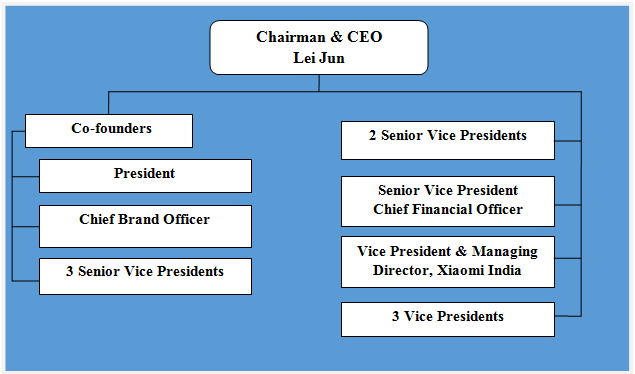 Chairman & CEO
Lei Jun
Co-founders
President
Chief Brand Officer
3 Senior Vice Presidents
2 Senior Vice Presidents
Senior Vice President
Chief Financial Officer
Vice President & Managing
Director, Xiaomi India
3 Vice Presidents